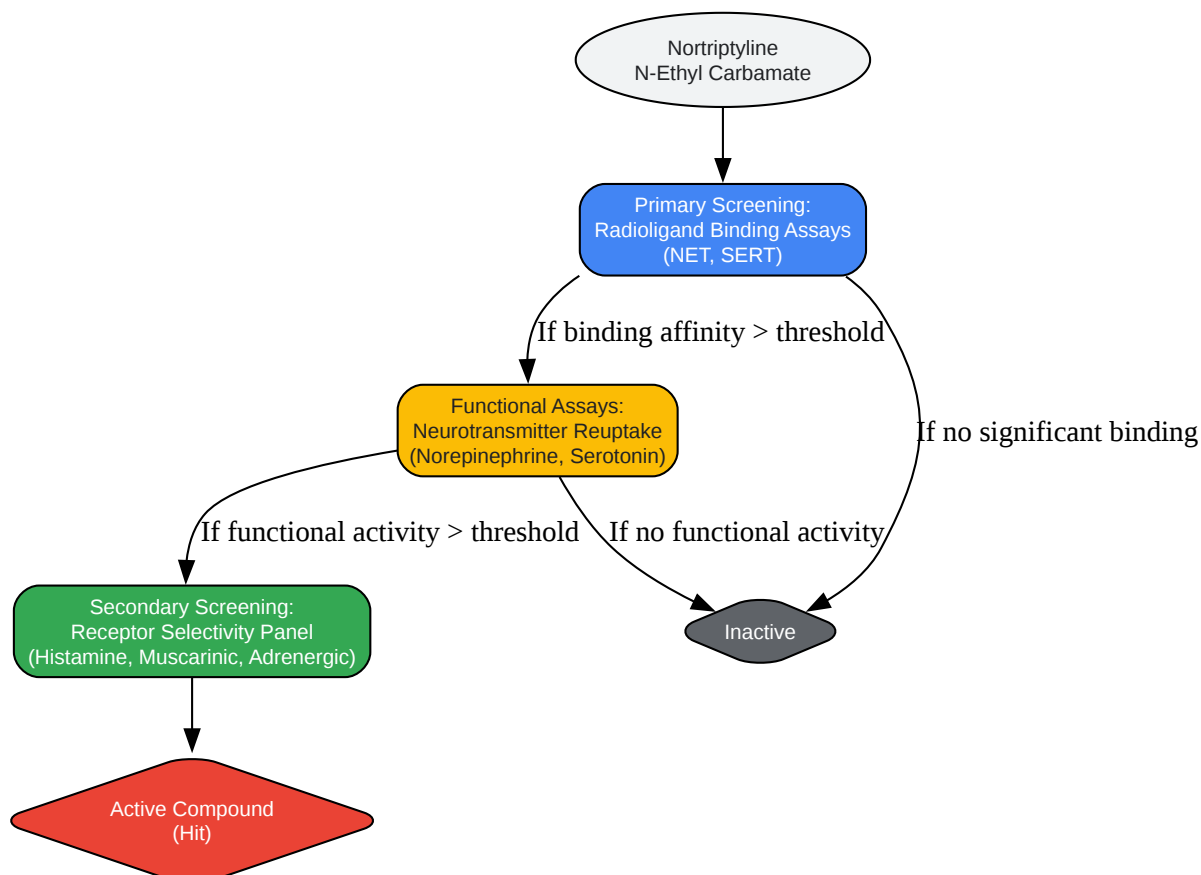 Nortriptyline
N-Ethyl Carbamate
Primary Screening:
Radioligand Binding Assays
(NET, SERT)
If binding affinity > threshold
Functional Assays:
Neurotransmitter Reuptake
(Norepinephrine, Serotonin)
If no significant binding
If functional activity > threshold
If no functional activity
Secondary Screening:
Receptor Selectivity Panel
(Histamine, Muscarinic, Adrenergic)
Inactive
Active Compound
(Hit)